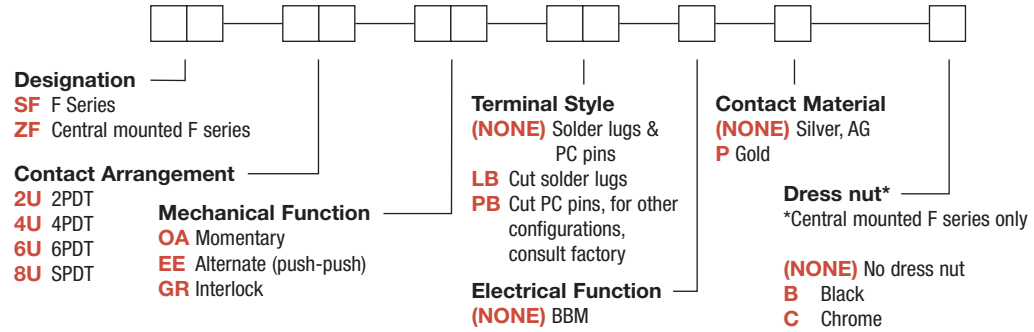 Designation
SF F Series
ZF Central mounted F series
Contact Arrangement
2U 2PDT
4U 4PDT
6U 6PDT
8U SPDT
Mechanical Function
OA Momentary
EE Alternate (push-push)
GR Interlock
Terminal Style
(NONE) Solder lugs &
PC pins
LB Cut solder lugs
PB Cut PC pins, for other
configurations,
consult factory
Electrical Function
(NONE) BBM
Contact Material
(NONE) Silver, AG
P Gold
Dress nut*
*Central mounted F series only
(NONE) No dress nut
B Black
C Chrome